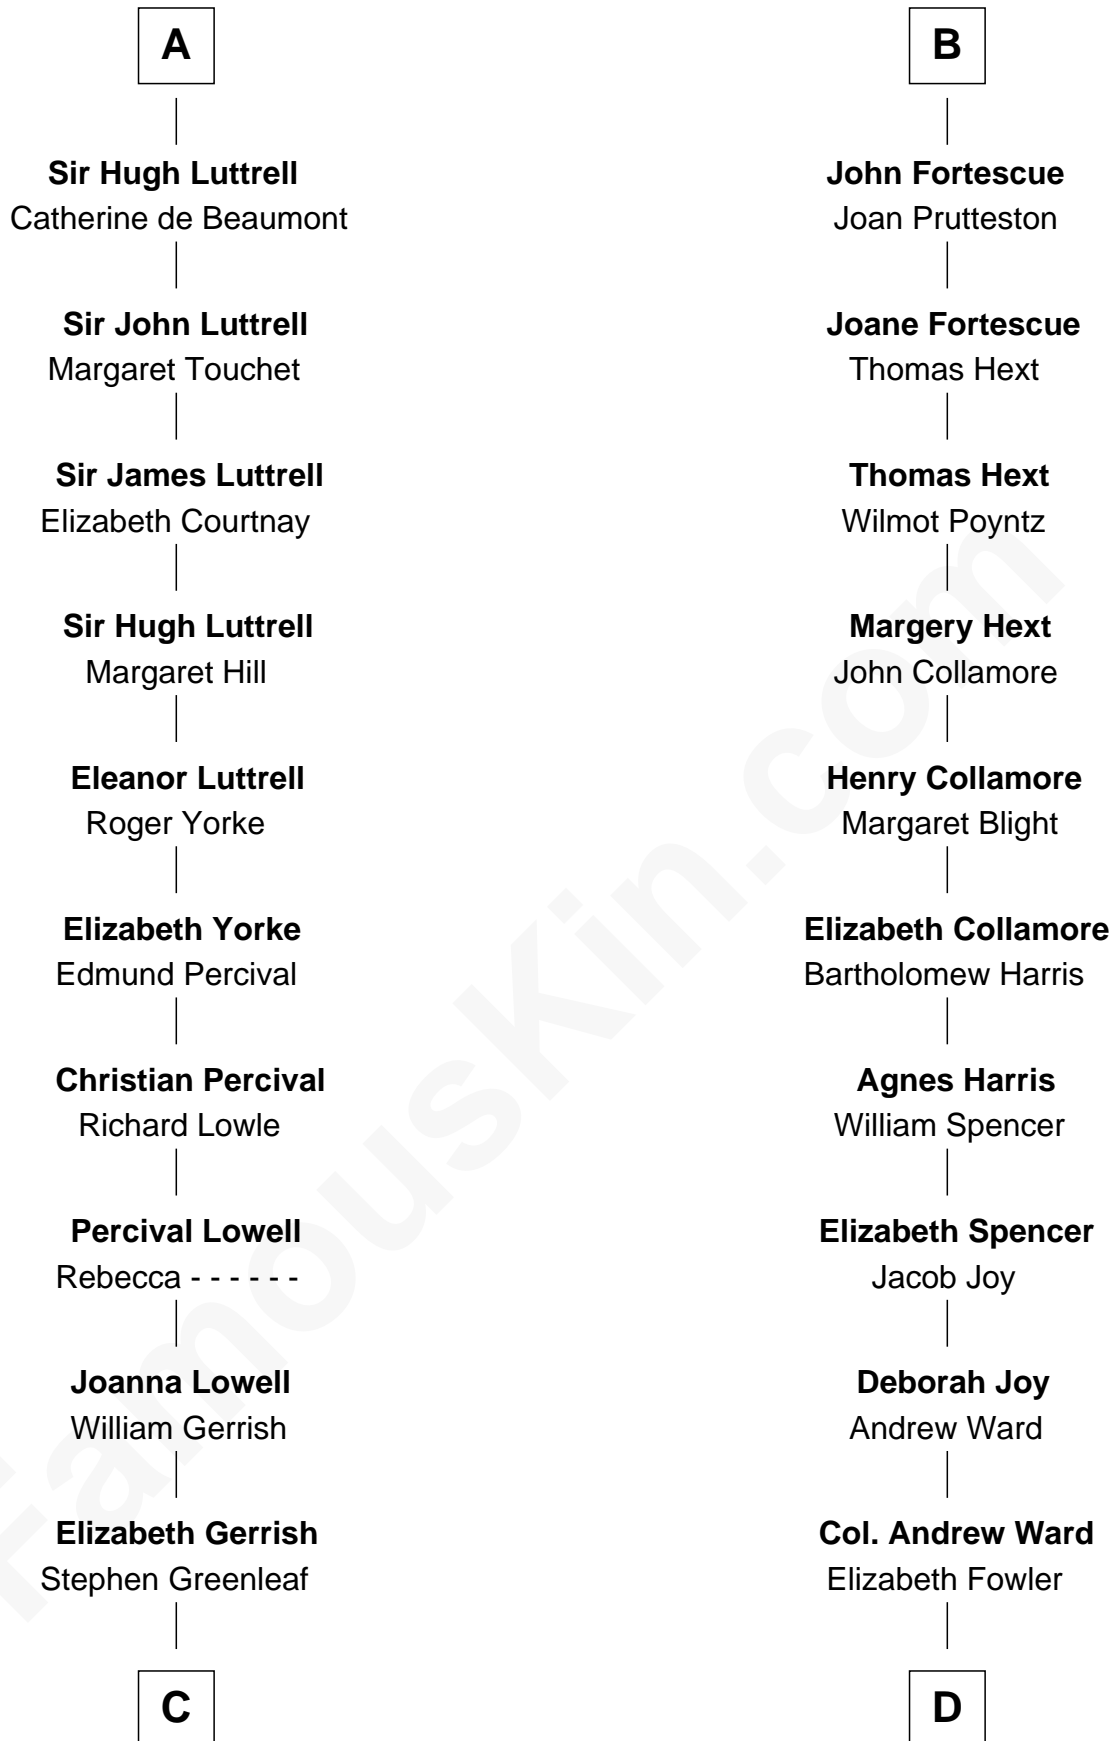 A
Sir Hugh Luttrell
Catherine de Beaumont
Sir John Luttrell
Margaret Touchet
Sir James Luttrell
Elizabeth Courtnay
Sir Hugh Luttrell
Margaret Hill
Eleanor Luttrell
Roger Yorke
Elizabeth Yorke
Edmund Percival
Christian Percival
Richard Lowle
Percival Lowell
Rebecca - - - - - -
Joanna Lowell
William Gerrish
Elizabeth Gerrish
Stephen Greenleaf
C
B
John Fortescue
Joan Prutteston
Joane Fortescue
Thomas Hext
Thomas Hext
Wilmot Poyntz
Margery Hext
John Collamore
Henry Collamore
Margaret Blight
Elizabeth Collamore
Bartholomew Harris
Agnes Harris
William Spencer
Elizabeth Spencer
Jacob Joy
Deborah Joy
Andrew Ward
Col. Andrew Ward
Elizabeth Fowler
D
FamousKin.com